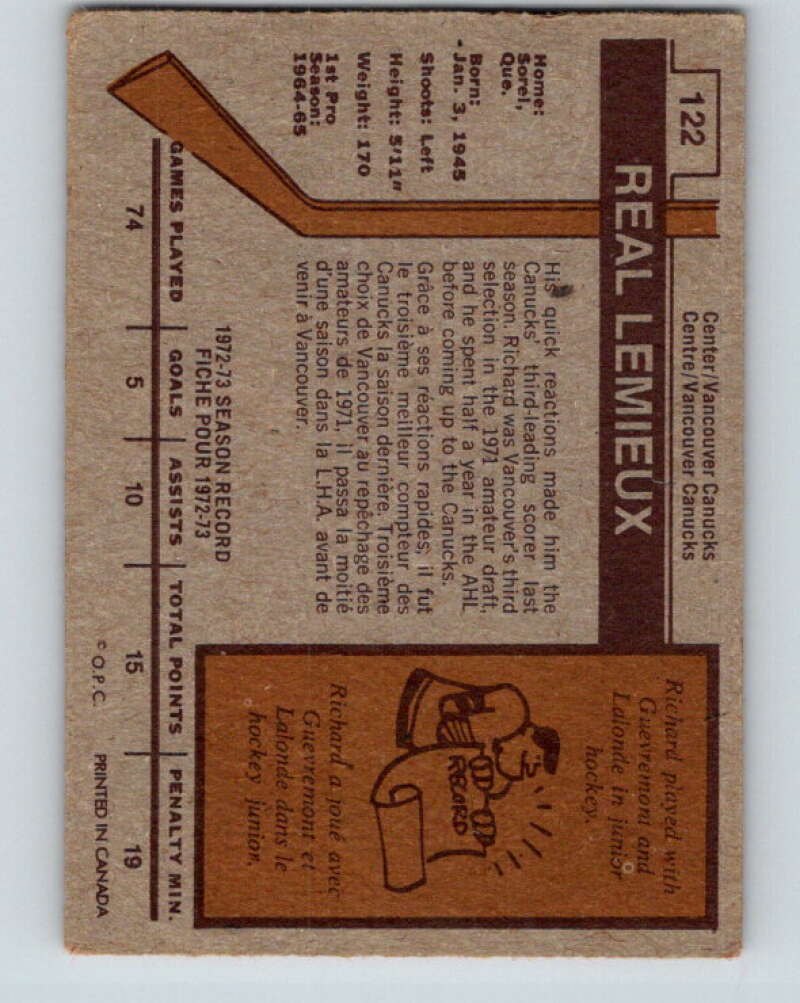 122
REAL LEMIEUX
Center/Vancouver Canucks
Centre/Vancouver Canucks
Home:
Sorel,
Que.
Born:
Jan. 3, 1945
Shoots: Left
Height: 5'11"
Weight: 170
1st Pro
Season:
1964-65
His quick reactions made him the
Canucks' third-leading scorer last
season. Richard was Vancouver's third
selection in the 1971 amateur draft,
and he spent half a year in the AHL
before coming up to the Canucks.
Grâce à ses réactions rapides, il fut
le troisième meilleur compteur des
Canucks la saison dernière. Troisième
choix de Vancouver au repêchage des
amateurs de 1971, il passa la moitié
d'une saison dans la L.H.A. avant de
venir à Vancouver.
Richard played with
Guevremont and
Lalonde in junior
hockey.
RECORD
Richard a joué avec
Guevremont et
Lalonde dans le
hockey junior.
1972-73 SEASON RECORD
FICHE POUR 1972-73
GAMES PLAYED GOALS ASSISTS TOTAL POINTS PENALTY MIN.
74 5 10 15 19
© O.P.C. PRINTED IN CANADA